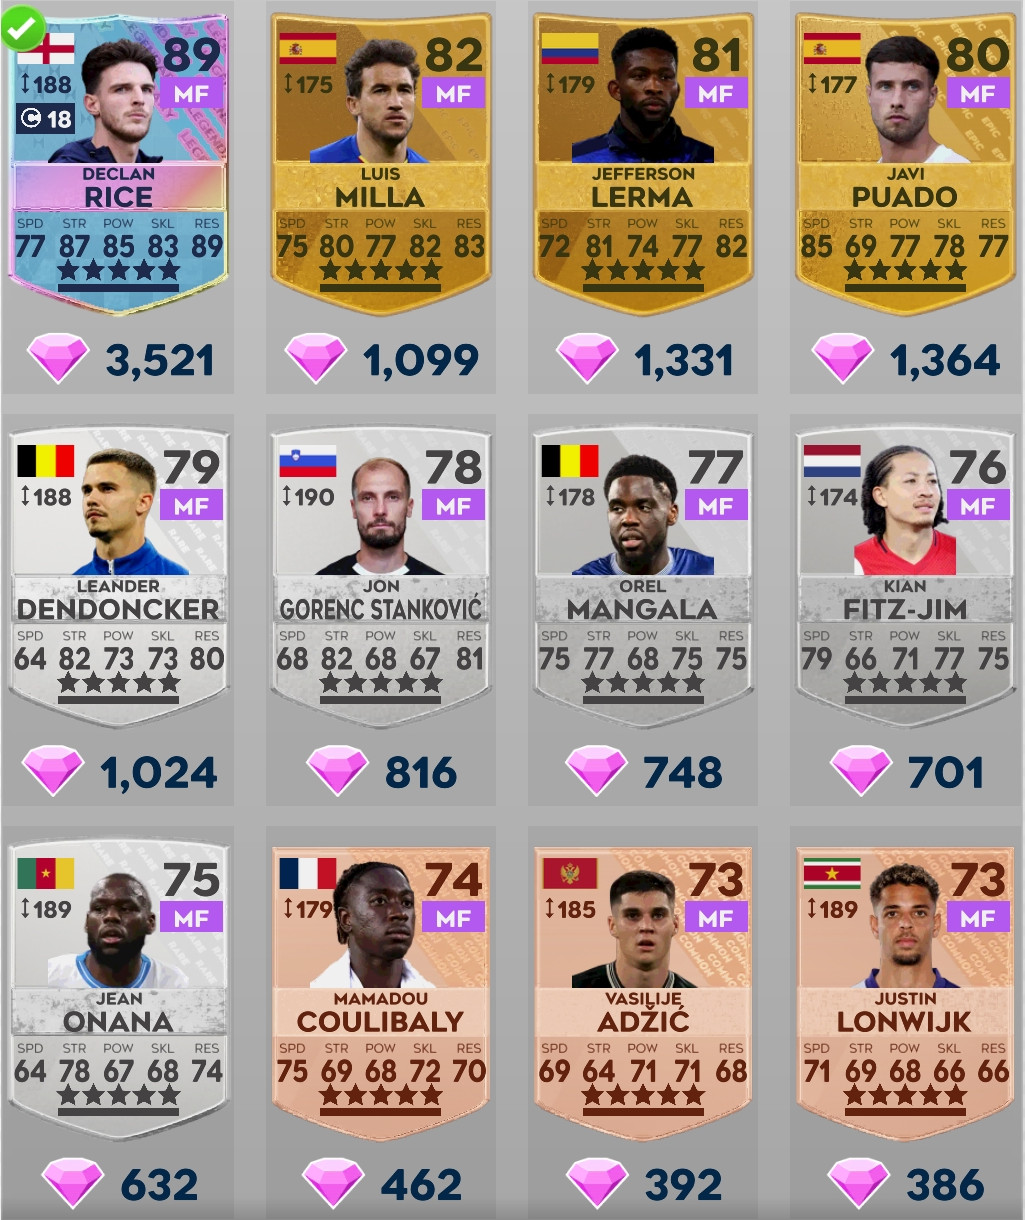 89
188
MF
© 18
DECLAN
RICE
SPD STR POW SKL RES
77 87 85 83 89
3,521
82
175
MF
LUIS
MILLA
SPD STR POW SKL RES
75 80 77 82 83
1,099
81
179
MF
JEFFERSON
LERMA
SPD STR POW SKL RES
72 81 74 77 82
1,331
80
177
MF
JAVI
PUADO
SPD STR POW SKL RES
85 69 77 78 77
1,364
79
188
MF
LEANDER
DENDONCKER
SPD STR POW SKL RES
64 82 73 73 80
1,024
78
190
MF
JON
GORENC STANKOVIĆ
SPD STR POW SKL RES
68 82 68 67 81
816
77
178
MF
OREL
MANGALA
SPD STR POW SKL RES
75 77 68 75 75
748
76
174
MF
KIAN
FITZ-JIM
SPD STR POW SKL RES
79 66 71 77 75
701
75
189
MF
JEAN
ONANA
SPD STR POW SKL RES
64 78 67 68 74
632
74
179
MF
MAMADOU
COULIBALY
SPD STR POW SKL RES
75 69 68 72 70
462
73
185
MF
VASILIJE
ADŽIĆ
SPD STR POW SKL RES
69 64 71 71 68
392
73
189
MF
JUSTIN
LONWIJK
SPD STR POW SKL RES
71 69 68 66 66
386